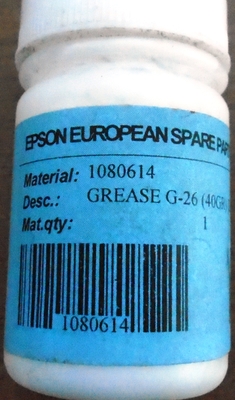 EPSON EUROPEAN SPARE PAR
Material: 1080614
Desc.: GREASE G-26 (40GR
Mat.qty: 1
1080614